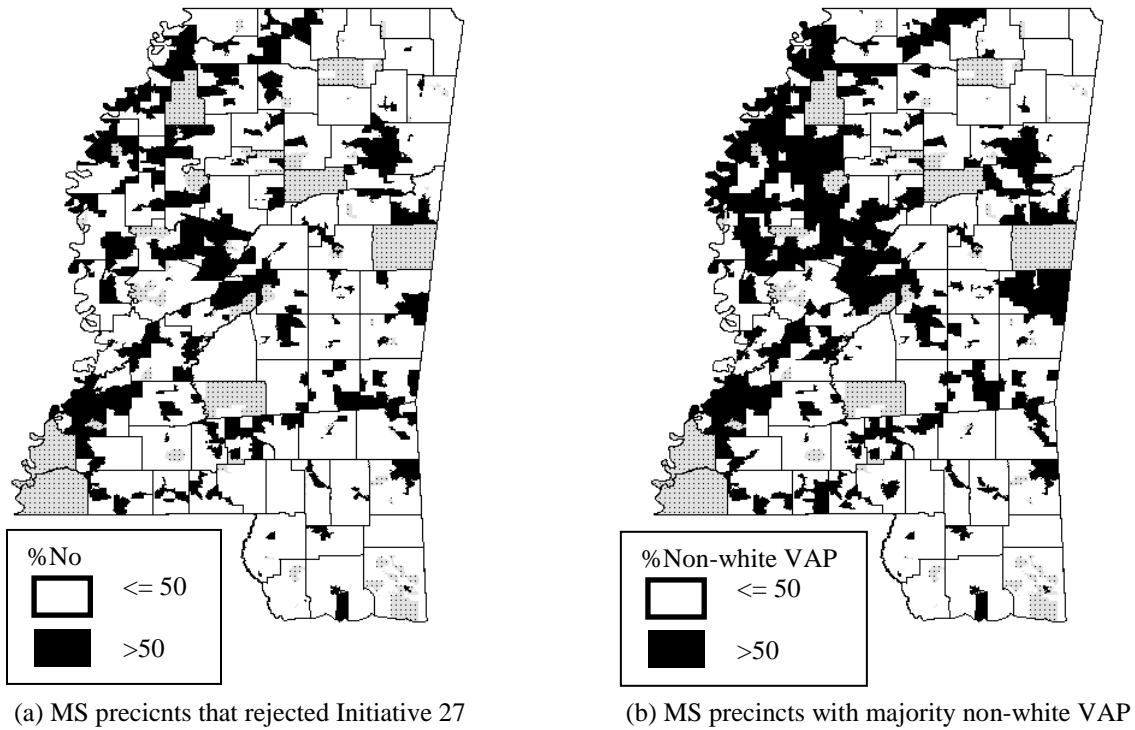 %No
<= 50
>50
%Non-white VAP
<= 50
>50
(a) MS precicnts that rejected Initiative 27
(b) MS precincts with majority non-white VAP